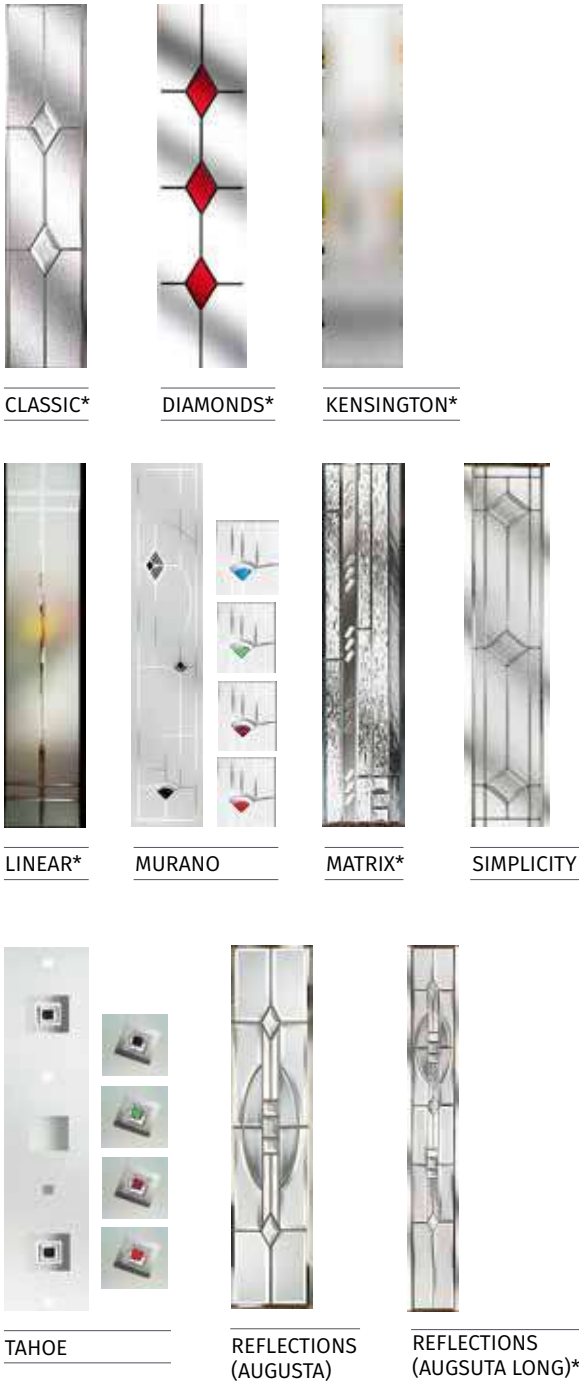 CLASSIC*
DIAMONDS*
KENSINGTON*
LINEAR*
MURANO
MATRIX*
SIMPLICITY
TAHOE
REFLECTIONS
(AUGUSTA)
REFLECTIONS
(AUGSUTA LONG)*